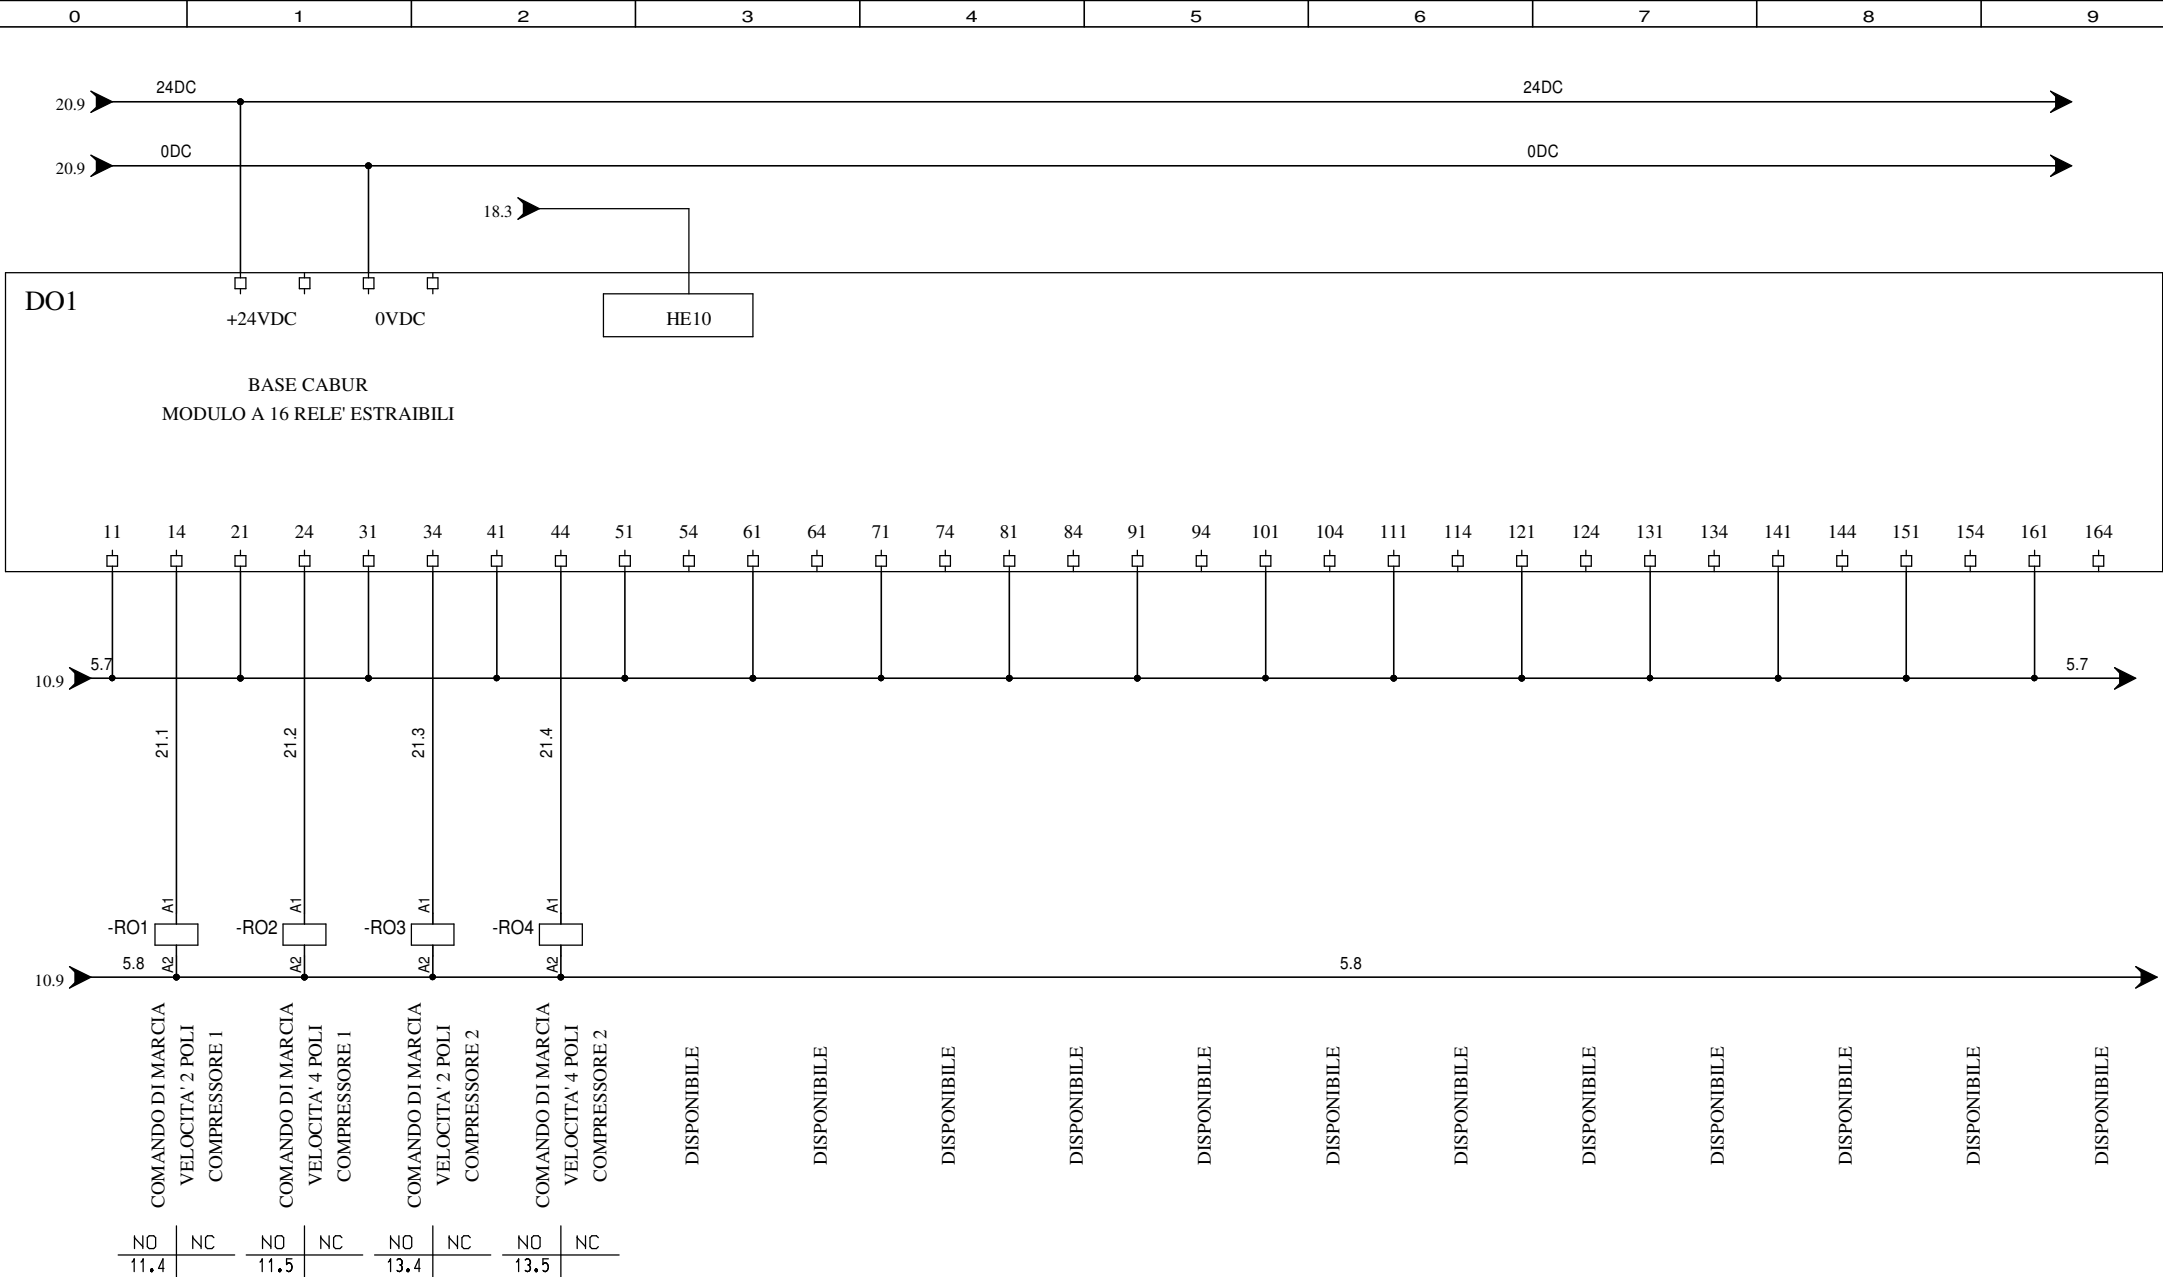 0 1 2 3 4 5 6 7 8 9
24DC 24DC
20.9
0DC 0DC
20.9
18.3
DO1
+24VDC 0VDC HE10
BASE CABUR
MODULO A 16 RELE' ESTRAIBILI
11 14 21 24 31 34 41 44 51 54 61 64 71 74 81 84 91 94 101 104 111 114 121 124 131 134 141 144 151 154 161 164
5.7 5.7
10.9
21.1 21.2 21.3 21.4
A1 A1 A1 A1
-RO1 -RO2 -RO3 -RO4
5.8 A2 A2 A2 A2 5.8
10.9
COMANDO DI MARCIA
VELOCITA' 2 POLI
COMPRESSORE 1
COMANDO DI MARCIA
VELOCITA' 4 POLI
COMPRESSORE 1
COMANDO DI MARCIA
VELOCITA' 2 POLI
COMPRESSORE 2
COMANDO DI MARCIA
VELOCITA' 4 POLI
COMPRESSORE 2
DISPONIBILE
DISPONIBILE
DISPONIBILE
DISPONIBILE
DISPONIBILE
DISPONIBILE
DISPONIBILE
DISPONIBILE
DISPONIBILE
DISPONIBILE
DISPONIBILE
DISPONIBILE
NO NC NO NC NO NC NO NC
11.4 11.5 13.4 13.5